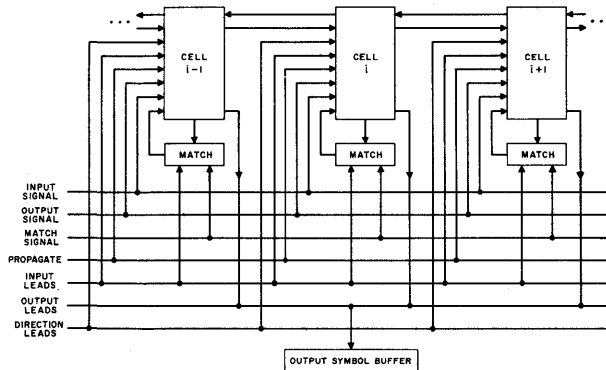 ...
...
CELL
i-1
CELL
i
CELL
i+1
MATCH
MATCH
MATCH
INPUT
SIGNAL
OUTPUT
SIGNAL
MATCH
SIGNAL
PROPAGATE
INPUT
LEADS
OUTPUT
LEADS
DIRECTION
LEADS
OUTPUT SYMBOL BUFFER